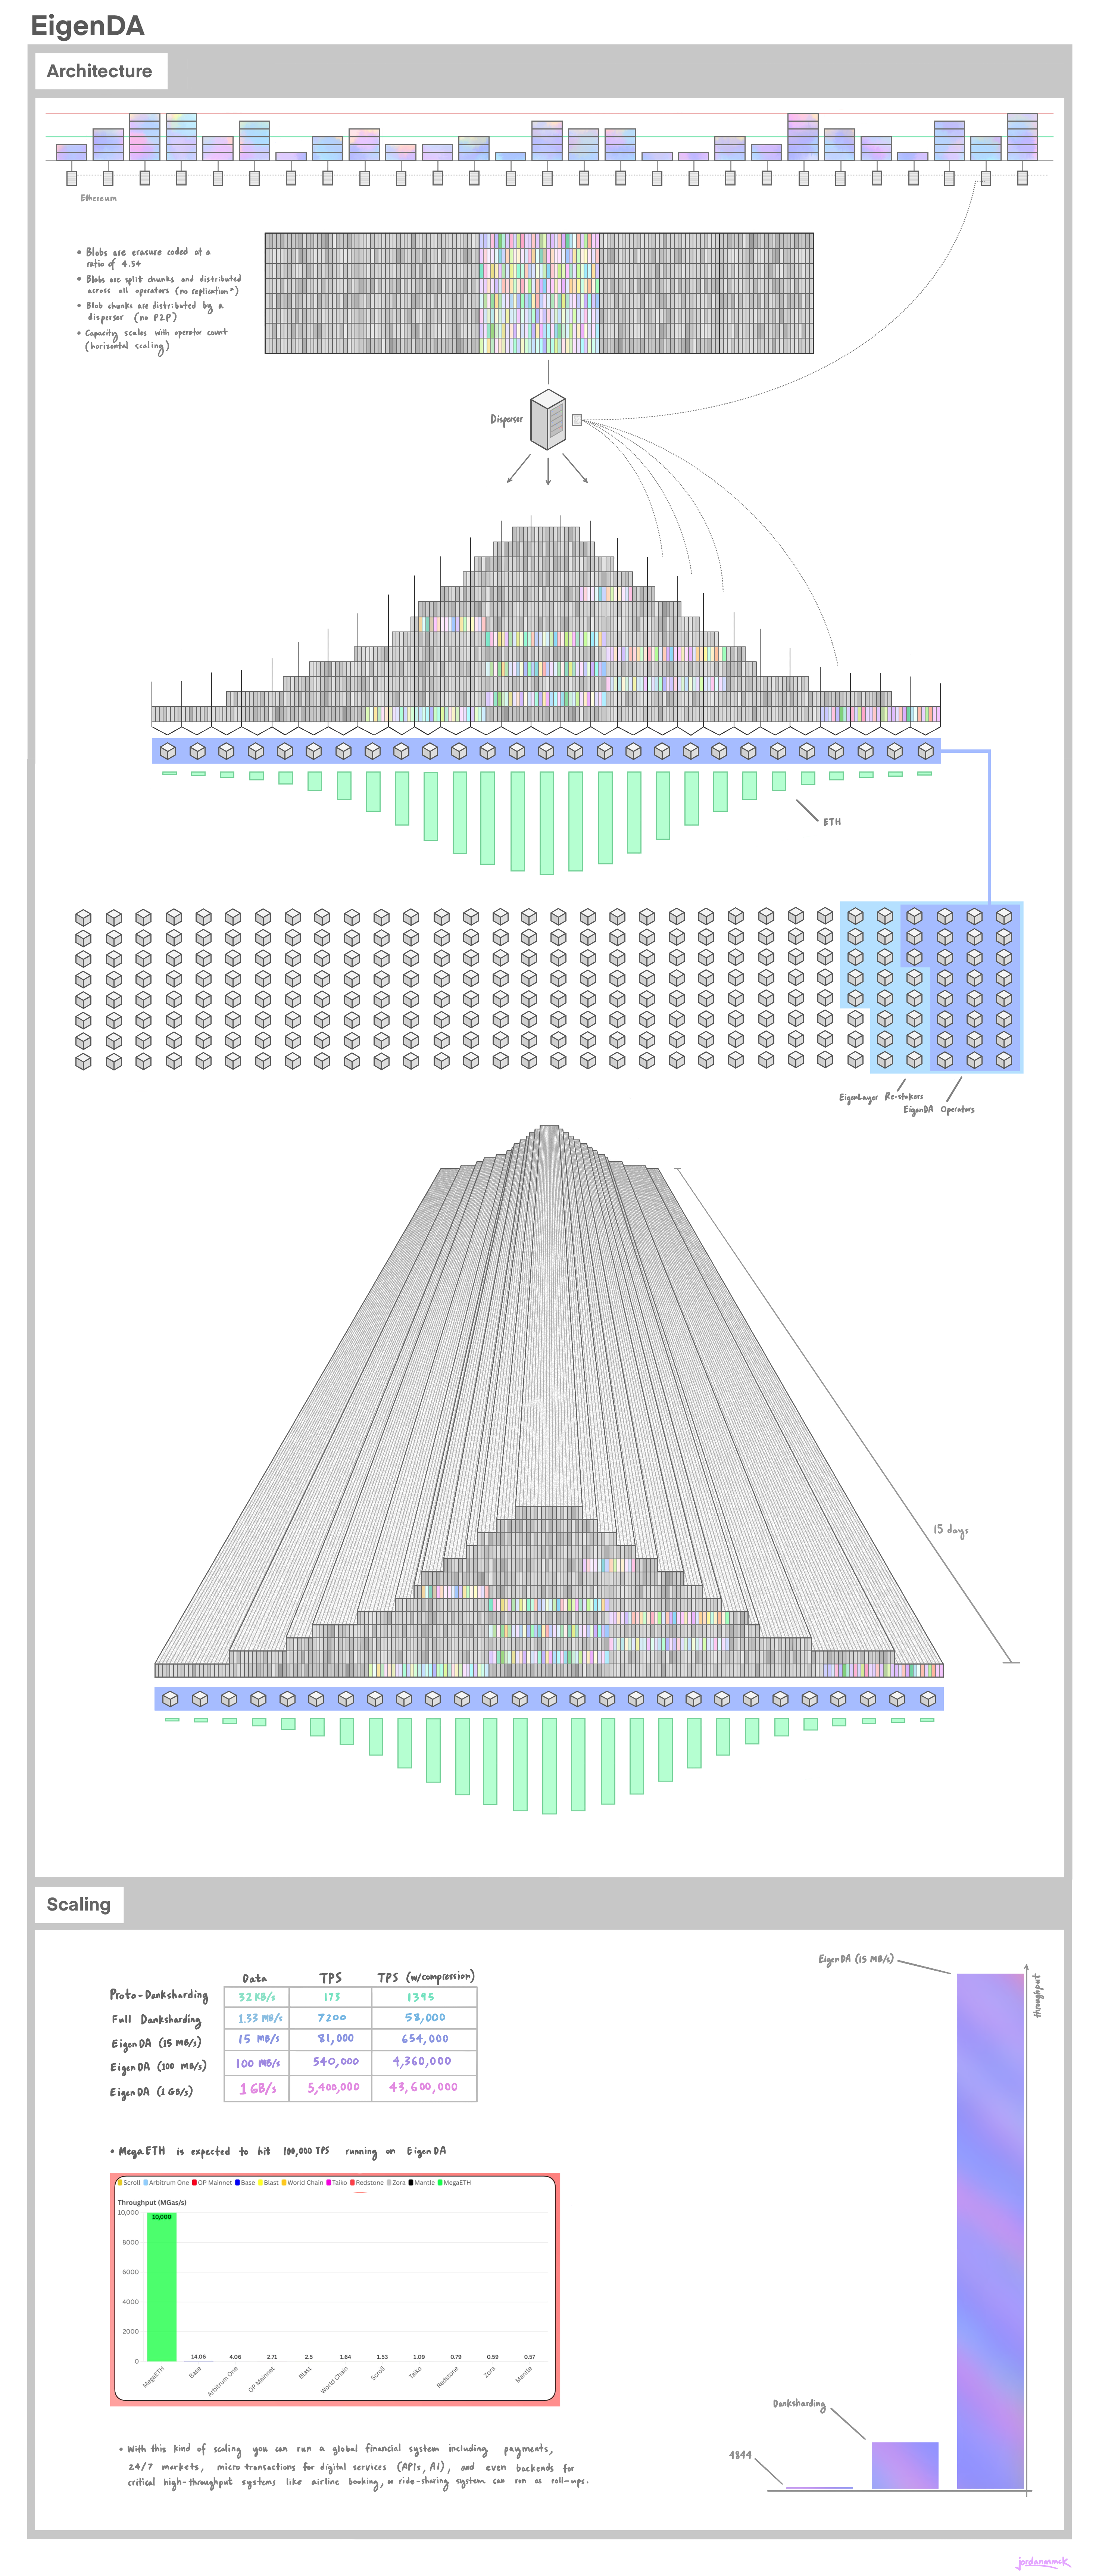 EigenDA
Architecture
Ethereum
• Blobs are erasure coded at a
ratio of 4.54
• Blobs are split chunks and distributed
across all operators (no replication*)
• Blob chunks are distributed by a
disperser (no P2P)
• Capacity scales with operator count
(horizontal scaling)
Disperser
ETH
EigenLayer Re-stakers
EigenDA Operators
15 days
Scaling
EigenDA (15 MB/s)
throughput
Data TPS TPS (w/compression)
Proto-Danksharding 32 KB/s 173 1395
Full Danksharding 1.33 MB/s 7200 58,000
EigenDA (15 MB/s) 15 MB/s 81,000 654,000
EigenDA (100 MB/s) 100 MB/s 540,000 4,360,000
EigenDA (1 GB/s) 1 GB/s 5,400,000 43,600,000
• MegaETH is expected to hit 100,000 TPS running on EigenDA
Scroll Arbitrum One OP Mainnet Base Blast World Chain Taiko Redstone Zora Mantle MegaETH
Throughput (MGas/s)
10,000
8000
6000
4000
2000
0
10,000 14.06 4.06 2.71 2.5 1.64 1.53 1.09 0.79 0.59 0.57
MegaETH Base Arbitrum One OP Mainnet Blast World Chain Scroll Taiko Redstone Zora Mantle
Danksharding
4844
• With this kind of scaling you can run a global financial system including payments,
24/7 markets, micro transactions for digital services (APIs, AI), and even backends for
critical high-throughput systems like airline booking, or ride-sharing system can run as roll-ups.
jordanmmck